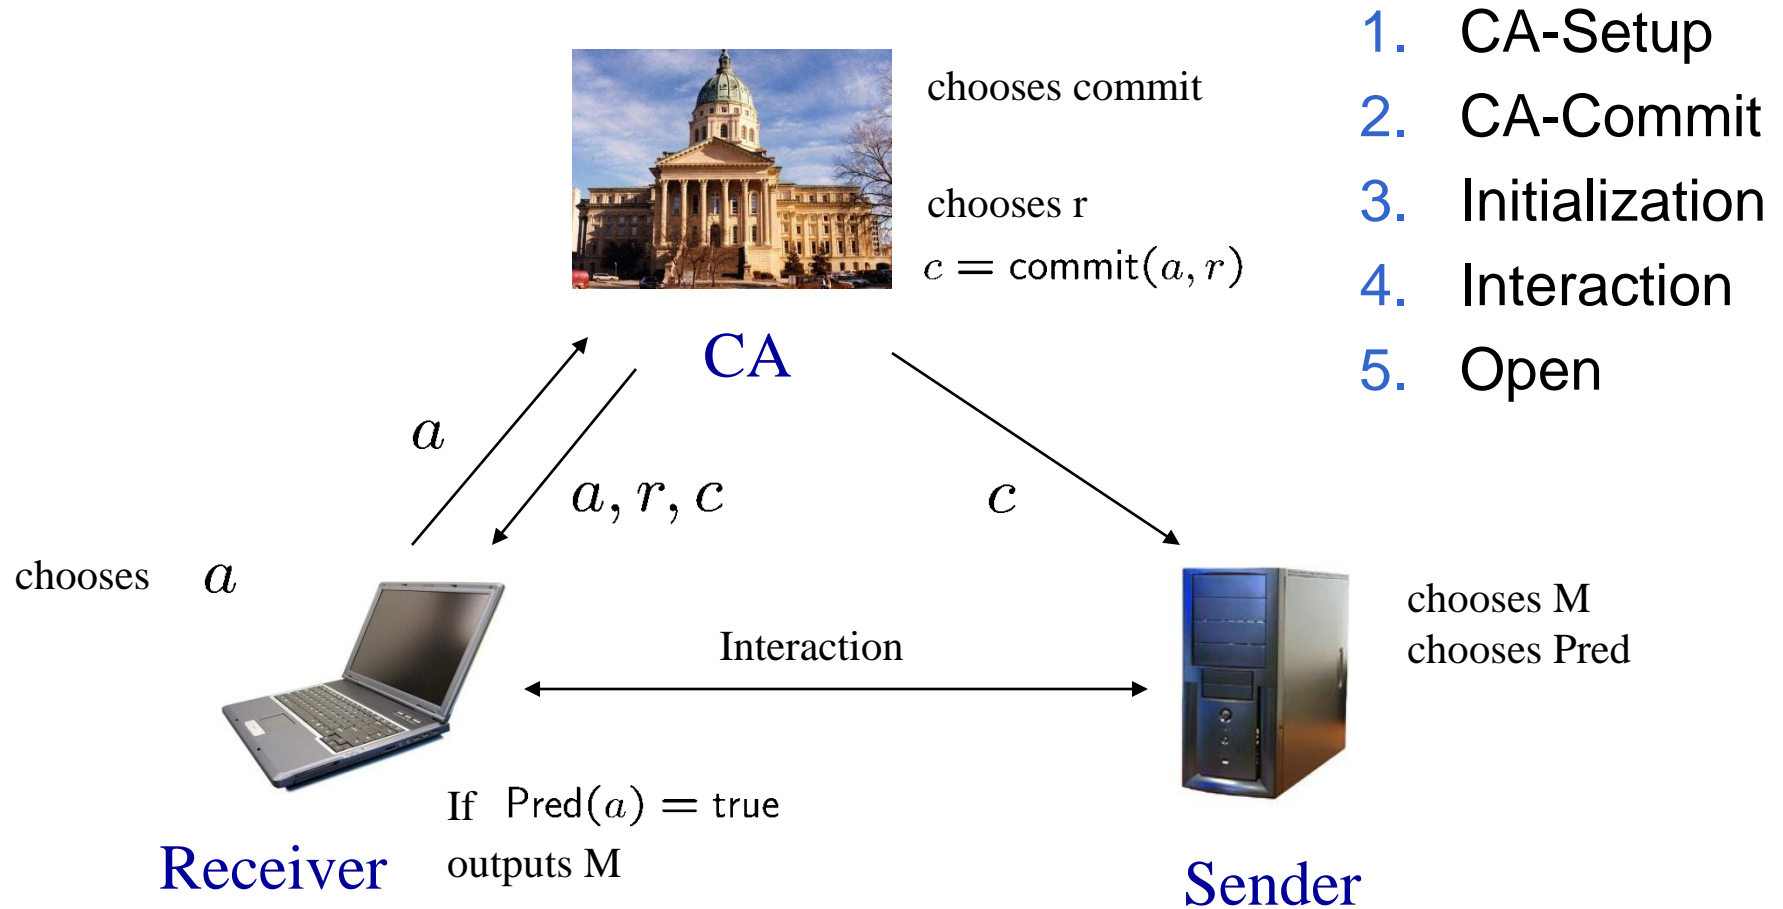 1. CA-Setup
2. CA-Commit
3. Initialization
4. Interaction
5. Open
chooses commit
chooses r
c = commit(a, r)
CA
a
a, r, c
c
chooses a
Interaction
chooses M
chooses Pred
If Pred(a) = true
outputs M
Receiver
Sender